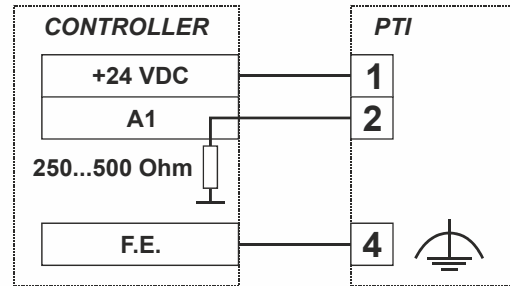 CONTROLLER
PTI
+24 VDC
1
A1
2
250...500 Ohm
F.E.
4